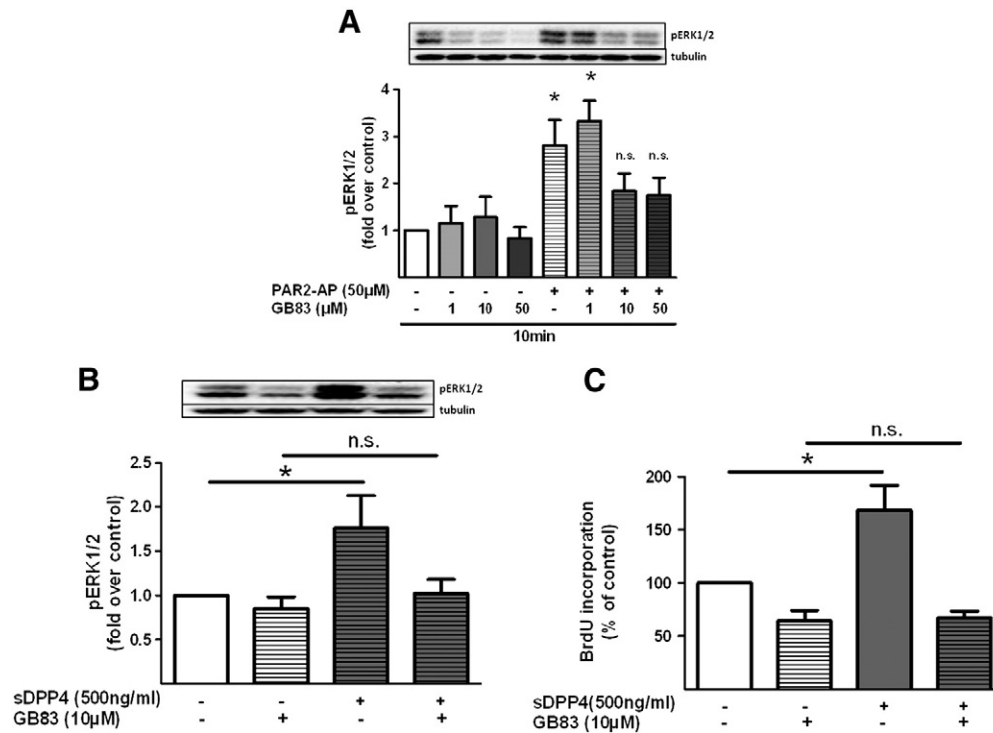 A
pERK1/2
tubulin
*
*
n.s. n.s.
4
3
2
1
pERK1/2
(fold over control)
PAR2-AP (50µM) - - - - + + + +
GB83 (µM) - 1 10 50 - 1 10 50
10min
B
pERK1/2
tubulin
n.s.
*
2.5
2.0
1.5
1.0
0.5
pERK1/2
(fold over control)
sDPP4 (500ng/ml) - - + +
GB83 (10µM) - + - +
C
n.s.
*
200
150
100
50
BrdU incorporation
(% of control)
sDPP4(500ng/ml) - - + +
GB83 (10µM) - + - +